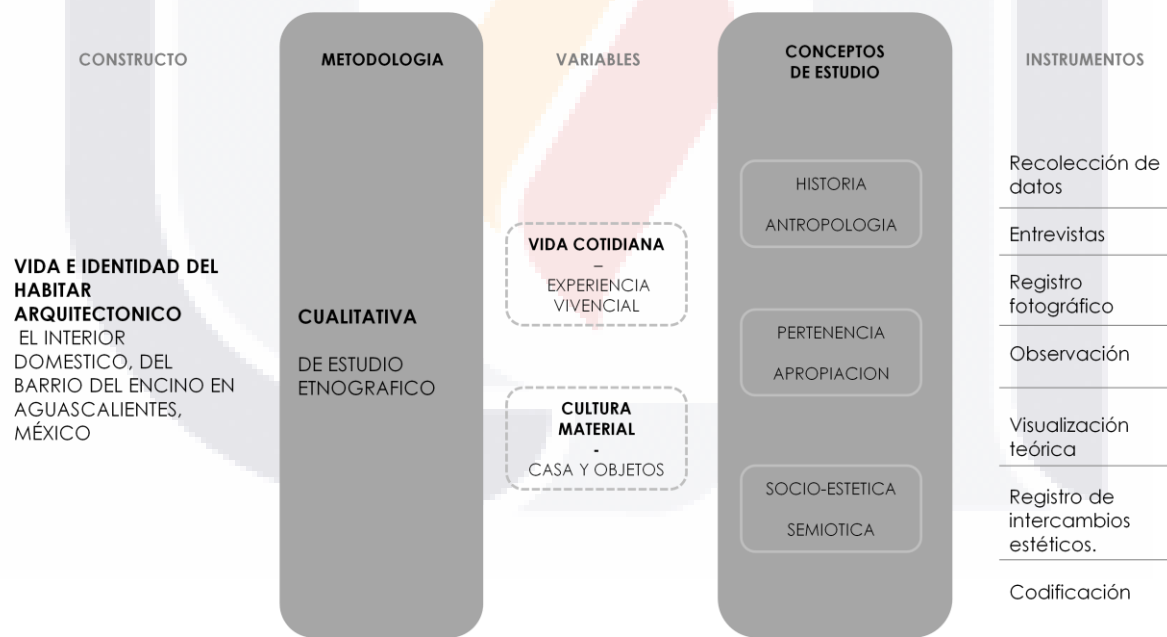 CONSTRUCTO
VIDA E IDENTIDAD DEL
HABITAR
ARQUITECTONICO
EL INTERIOR
DOMESTICO, DEL
BARRIO DEL ENCINO EN
AGUASCALIENTES,
MÉXICO
METODOLOGIA
CUALITATIVA
DE ESTUDIO
ETNOGRAFICO
VARIABLES
VIDA COTIDIANA
–
EXPERIENCIA
VIVENCIAL
CULTURA
MATERIAL
-
CASA Y OBJETOS
CONCEPTOS
DE ESTUDIO
HISTORIA
ANTROPOLOGIA
PERTENENCIA
APROPIACION
SOCIO-ESTETICA
SEMIOTICA
INSTRUMENTOS
Recolección de
datos
Entrevistas
Registro
fotográfico
Observación
Visualización
teórica
Registro de
intercambios
estéticos.
Codificación